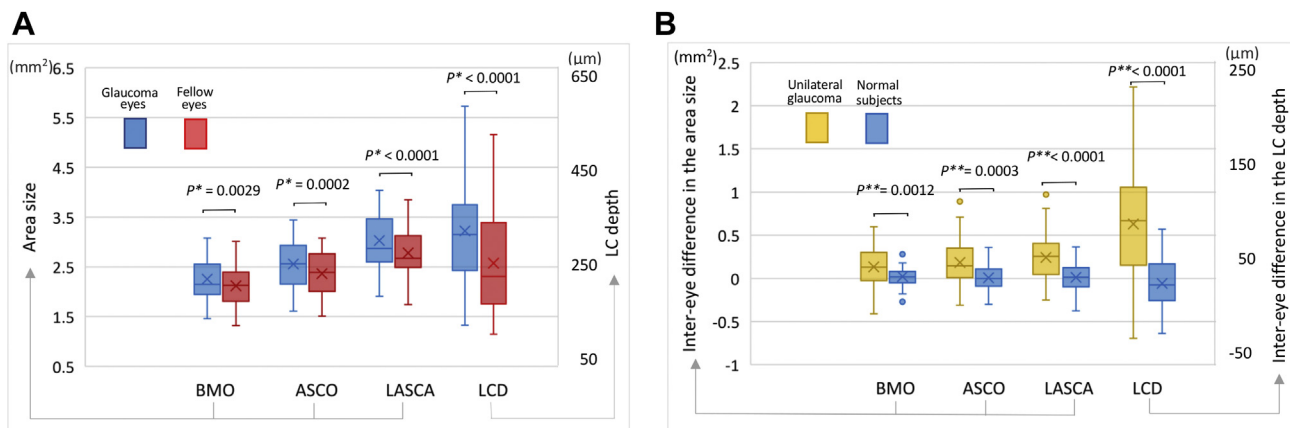 A
(mm²)
(μm)
6.5
5.5
4.5
3.5
2.5
1.5
0.5
Area size
Glaucoma eyes
Fellow eyes
P* = 0.0029
P* = 0.0002
P* < 0.0001
P* < 0.0001
650
450
250
50
LC depth
BMO
ASCO
LASCA
LCD
B
(mm²)
(μm)
2.5
2
1.5
1
0.5
0
-0.5
-1
Inter-eye difference in the area size
Unilateral glaucoma
Normal subjects
P**= 0.0012
P**= 0.0003
P**< 0.0001
P**< 0.0001
250
150
50
-50
Inter-eye difference in the LC depth
BMO
ASCO
LASCA
LCD